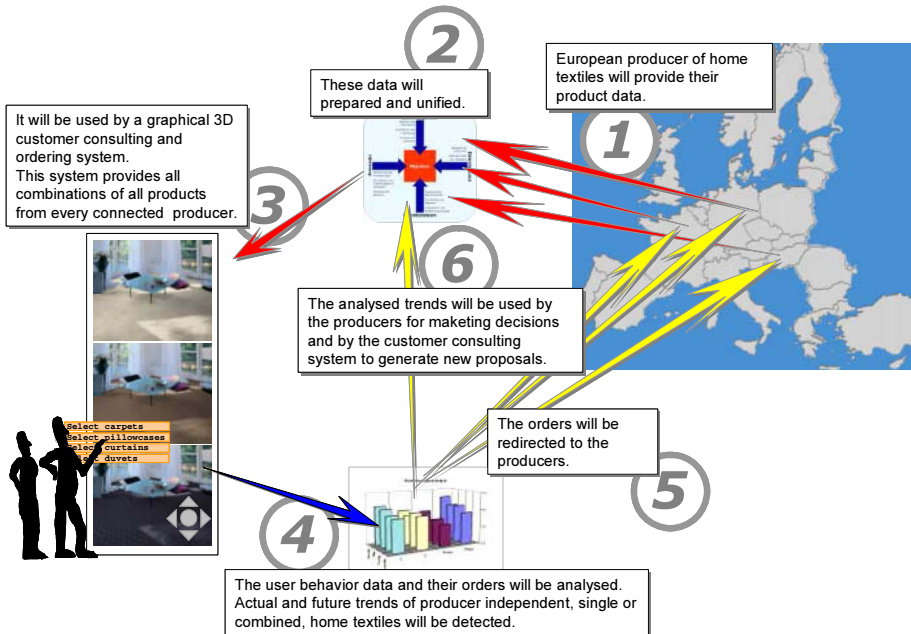 2
These data will
prepared and unified.
European producer of home
textiles will provide their
product data.
1
It will be used by a graphical 3D
customer consulting and
ordering system.
This system provides all
combinations of all products
from every connected producer.
3
6
The analysed trends will be used by
the producers for maketing decisions
and by the customer consulting
system to generate new proposals.
Select carpets
Select pillowcases
Select curtains
duvets
The orders will be
redirected to the
producers.
5
4
The user behavior data and their orders will be analysed.
Actual and future trends of producer independent, single or
combined, home textiles will be detected.